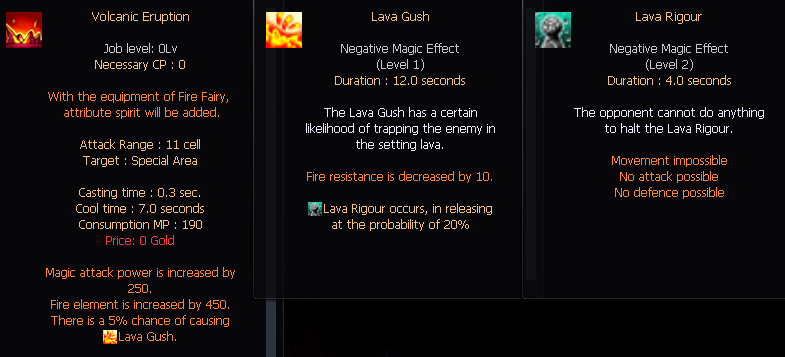 Volcanic Eruption
Job level: 0Lv
Necessary CP : 0
With the equipment of Fire Fairy,
attribute spirit will be added.
Attack Range : 11 cell
Target : Special Area
Casting time : 0.3 sec.
Cool time : 7.0 seconds
Consumption MP : 190
Price: 0 Gold
Magic attack power is increased by
250.
Fire element is increased by 450.
There is a 5% chance of causing
Lava Gush.
Lava Gush
Negative Magic Effect
(Level 1)
Duration : 12.0 seconds
The Lava Gush has a certain
likelihood of trapping the enemy in
the setting lava.
Fire resistance is decreased by 10.
Lava Rigour occurs, in releasing
at the probability of 20%
Lava Rigour
Negative Magic Effect
(Level 2)
Duration : 4.0 seconds
The opponent cannot do anything
to halt the Lava Rigour.
Movement impossible
No attack possible
No defence possible